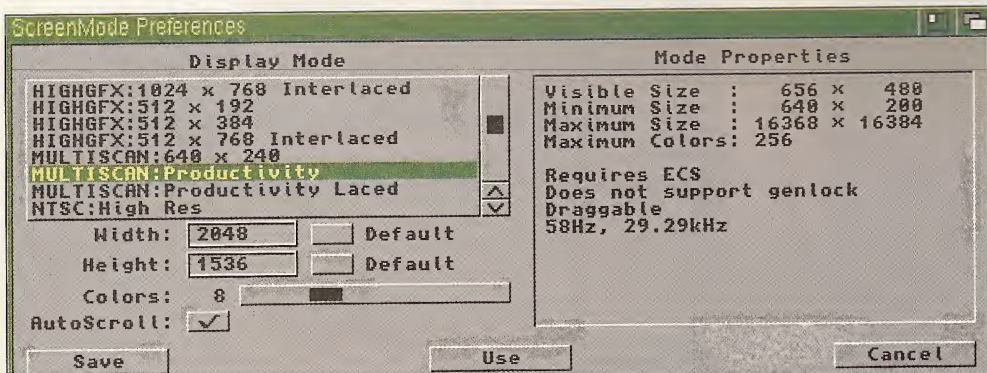 ScreenMode Preferences
Display Mode
HIGHGFX:1024 x 768 Interlaced
HIGHGFX:512 x 192
HIGHGFX:512 x 384
HIGHGFX:512 x 768 Interlaced
MULTISCAN:640 x 240
MULTISCAN:Productivity
MULTISCAN:Productivity Laced
NTSC:High Res
Width: 2048 Default
Height: 1536 Default
Colors: 8
AutoScroll:
Mode Properties
Visible Size : 656 x 480
Minimum Size : 640 x 200
Maximum Size : 16368 x 16384
Maximum Colors: 256
Requires ECS
Does not support genlock
Draggable
58Hz, 29.29kHz
Save
Use
Cancel